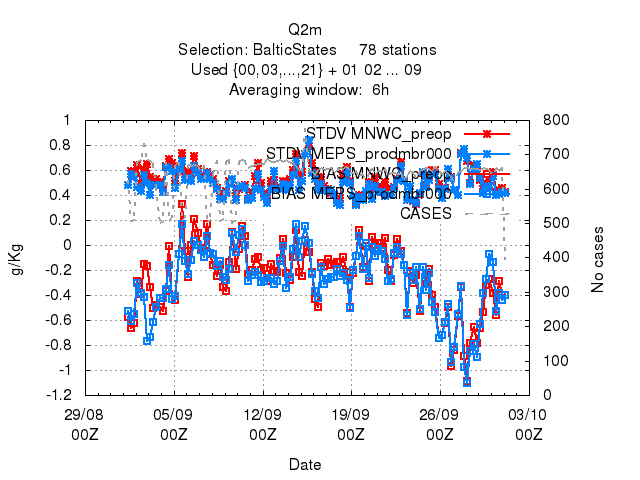 Q2m
Selection: BalticStates 78 stations
Used {00,03,...,21} + 01 02 ... 09
Averaging window: 6h
1 800
0.8 700
0.6 600
0.4
0.2 500
0 400
-0.2
-0.4 300
-0.6 200
-0.8
-1 100
-1.2 0
STDV MNWC_preop
STDV MEPS_prodmbr000
BIAS MNWC_preop
BIAS MEPS_prodmbr000
CASES
g/Kg
No cases
29/08 05/09 12/09 19/09 26/09 03/10
00Z 00Z 00Z 00Z 00Z 00Z
Date